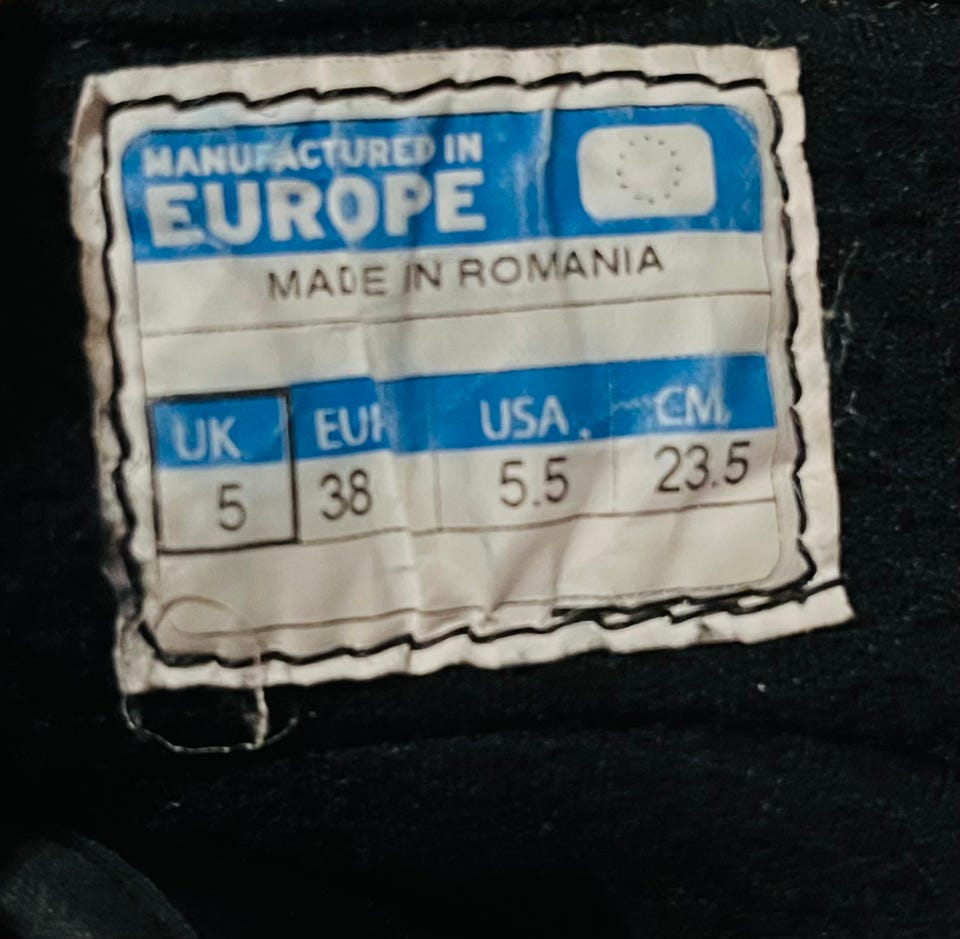 MANUFACTURED IN
EUROPE
MADE IN ROMANIA
UK EUR USA CM
5 38 5.5 23.5